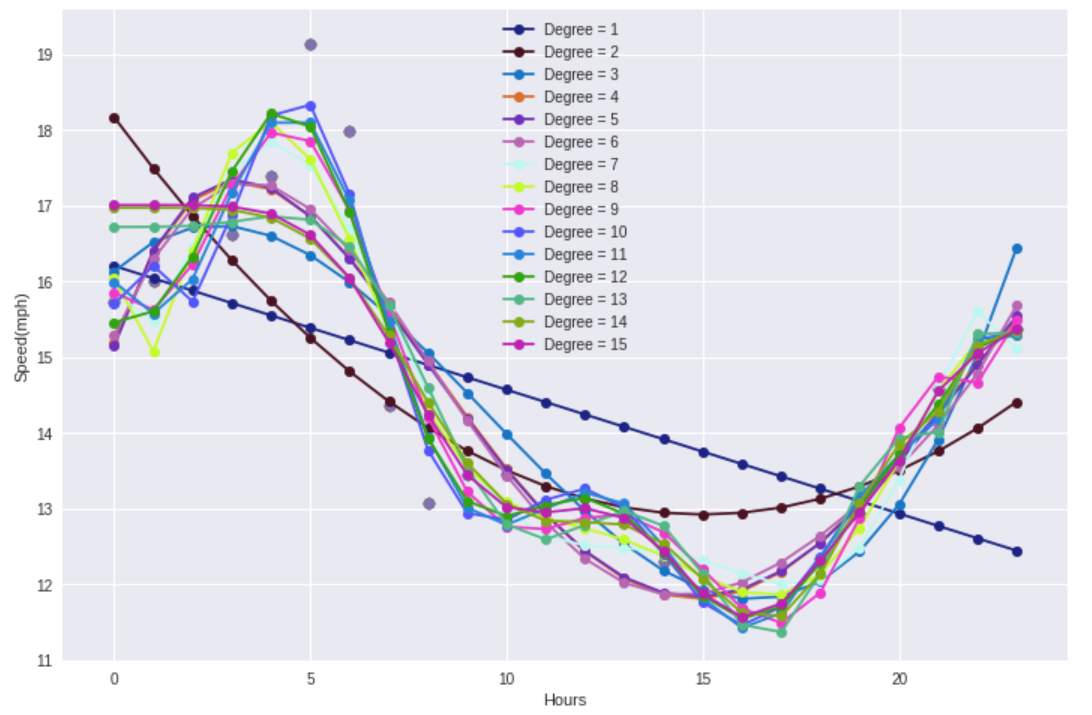 19
18
17
16
15
14
13
12
11
Speed(mph)
0
5
10
15
20
Hours
Degree = 1
Degree = 2
Degree = 3
Degree = 4
Degree = 5
Degree = 6
Degree = 7
Degree = 8
Degree = 9
Degree = 10
Degree = 11
Degree = 12
Degree = 13
Degree = 14
Degree = 15